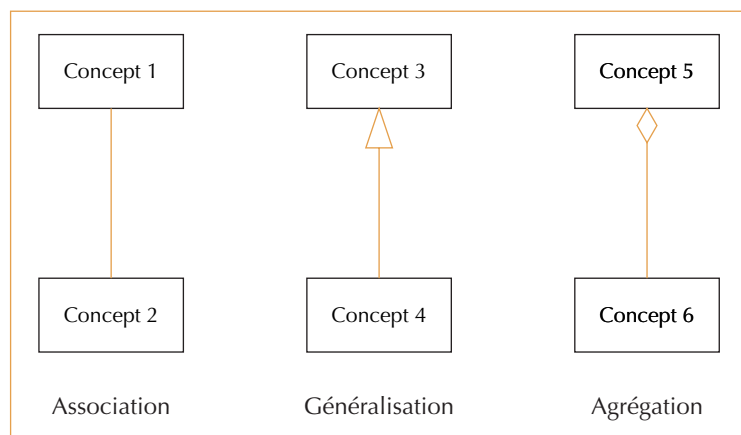 Concept 1
Concept 3
Concept 5
Concept 2
Concept 4
Concept 6
Association
Généralisation
Agrégation